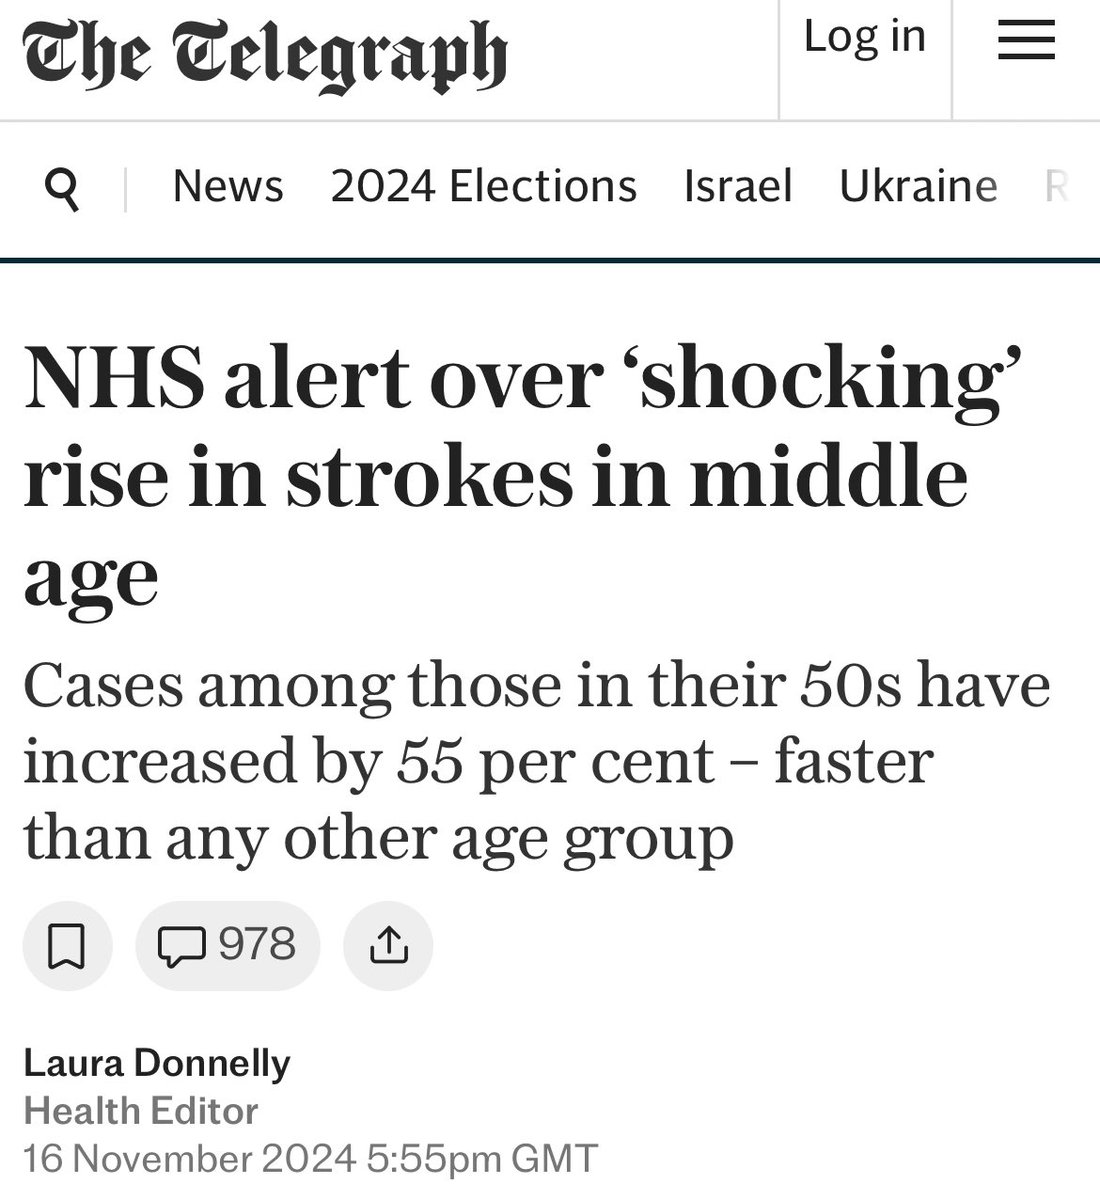 The Telegraph
Log in
News 2024 Elections Israel Ukraine R
NHS alert over ‘shocking’
rise in strokes in middle
age
Cases among those in their 50s have
increased by 55 per cent – faster
than any other age group
978
Laura Donnelly
Health Editor
16 November 2024 5:55pm GMT